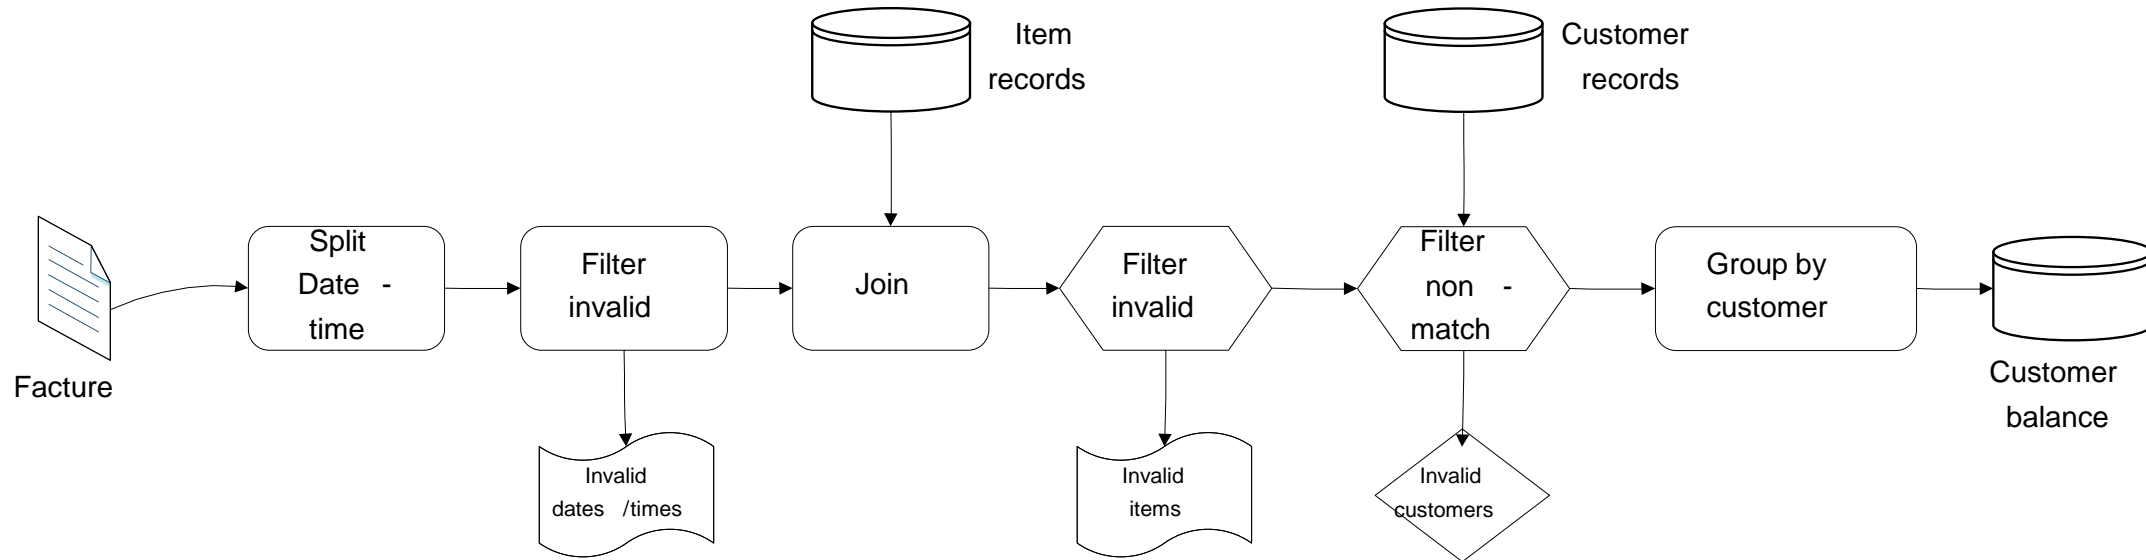 Item
records
Customer
records
Facture
Split
Date -
time
Filter
invalid
Join
Filter
invalid
Filter
non -
match
Group by
customer
Customer
balance
Invalid
dates /times
Invalid
items
Invalid
customers